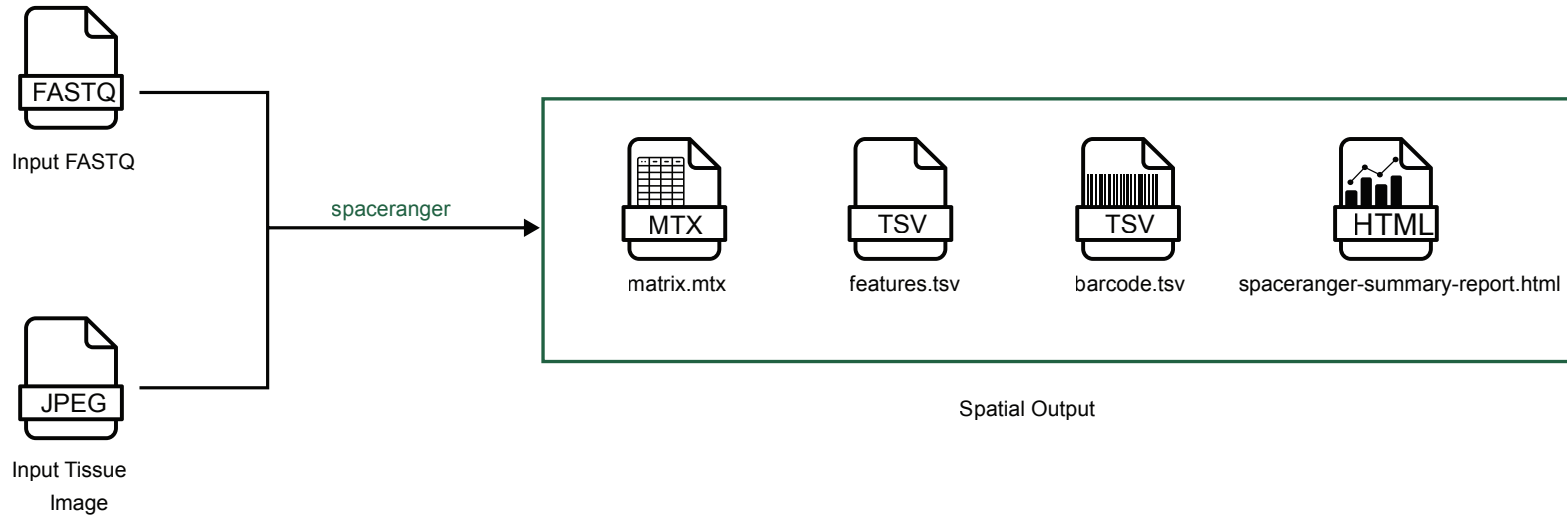 FASTQ
Input FASTQ
spaceranger
MTX
matrix.mtx
TSV
features.tsv
TSV
barcode.tsv
HTML
spaceranger-summary-report.html
Spatial Output
JPEG
Input Tissue
Image